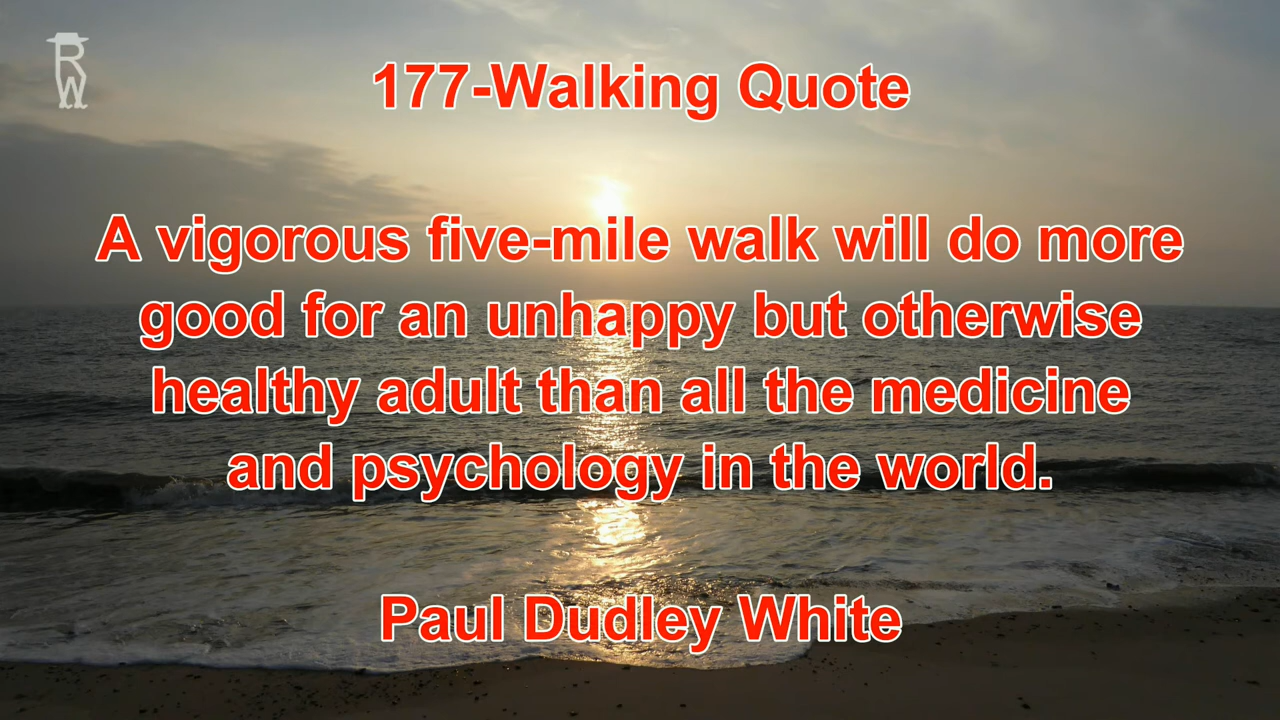 RW
177-Walking Quote
A vigorous five-mile walk will do more
good for an unhappy but otherwise
healthy adult than all the medicine
and psychology in the world.
Paul Dudley White